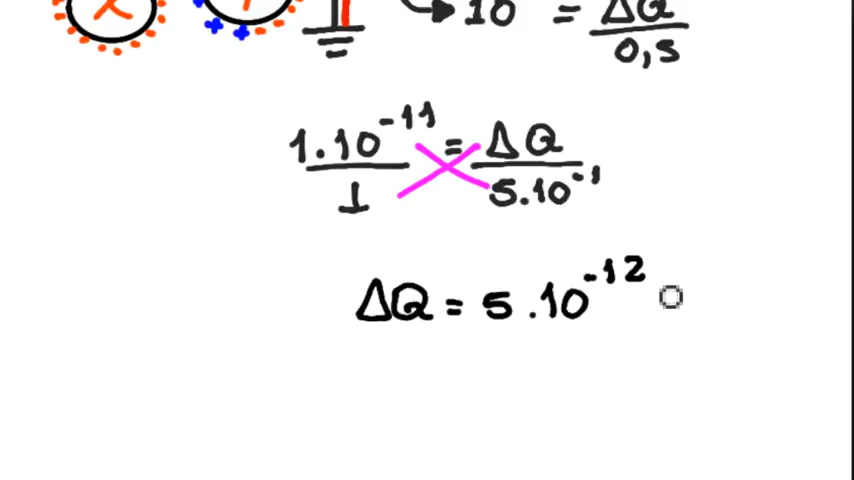 10 = ΔQ/0,5
1.10^-11/1 = ΔQ/5.10^-1
ΔQ = 5.10^-12